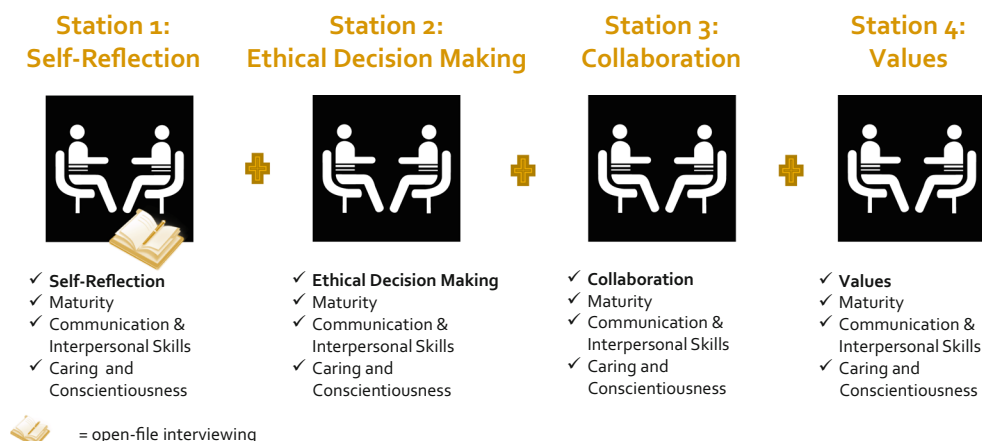 Station 1:
Self-Reflection
Station 2:
Ethical Decision Making
Station 3:
Collaboration
Station 4:
Values
✓ Self-Reflection
✓ Maturity
✓ Communication &
Interpersonal Skills
✓ Caring and
Conscientiousness
✓ Ethical Decision Making
✓ Maturity
✓ Communication &
Interpersonal Skills
✓ Caring and
Conscientiousness
✓ Collaboration
✓ Maturity
✓ Communication &
Interpersonal Skills
✓ Caring and
Conscientiousness
✓ Values
✓ Maturity
✓ Communication &
Interpersonal Skills
✓ Caring and
Conscientiousness
= open-file interviewing